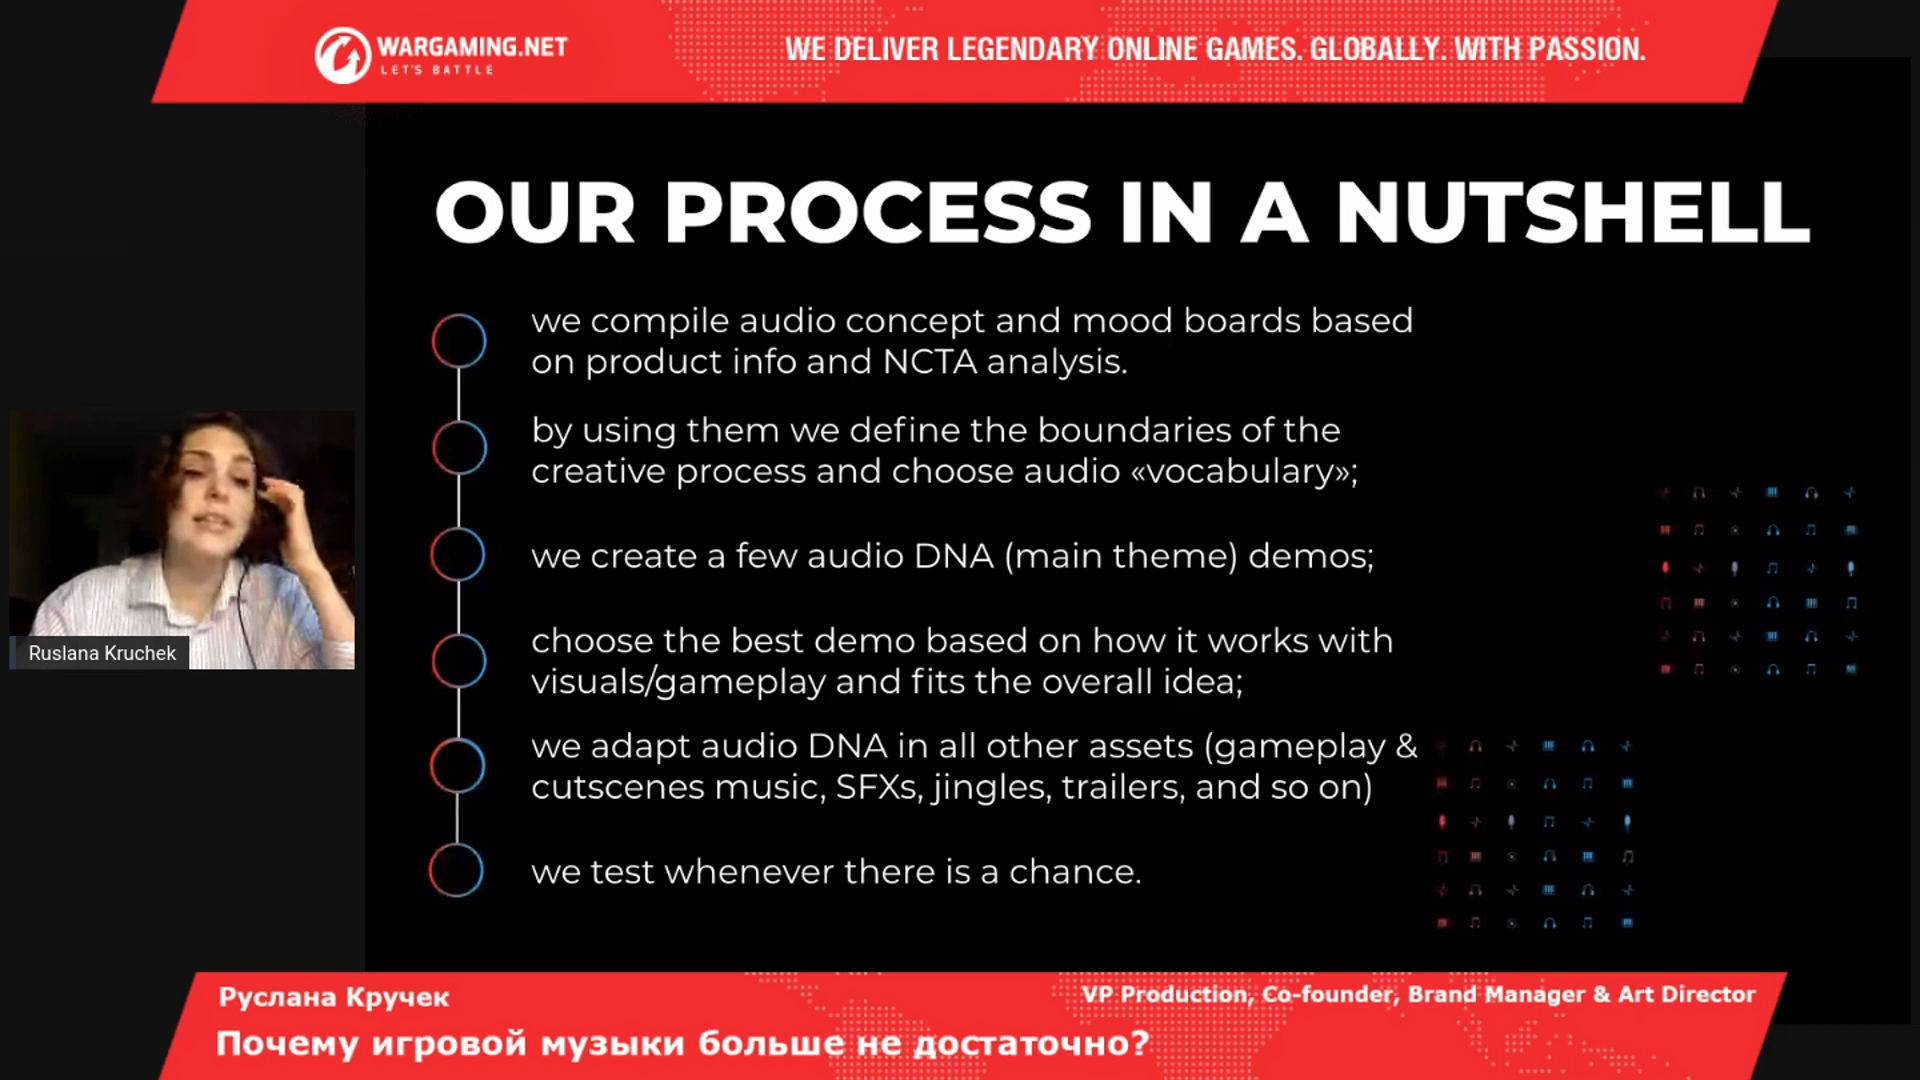 WARGAMING.NET
LET'S BATTLE
WE DELIVER LEGENDARY ONLINE GAMES. GLOBALLY. WITH PASSION.
OUR PROCESS IN A NUTSHELL
we compile audio concept and mood boards based
on product info and NCTA analysis.
by using them we define the boundaries of the
creative process and choose audio «vocabulary»;
we create a few audio DNA (main theme) demos;
choose the best demo based on how it works with
visuals/gameplay and fits the overall idea;
we adapt audio DNA in all other assets (gameplay &
cutscenes music, SFXs, jingles, trailers, and so on)
we test whenever there is a chance.
Ruslana Kruchek
Руслана Кручек
VP Production, Co-founder, Brand Manager & Art Director
Почему игровой музыки больше не достаточно?